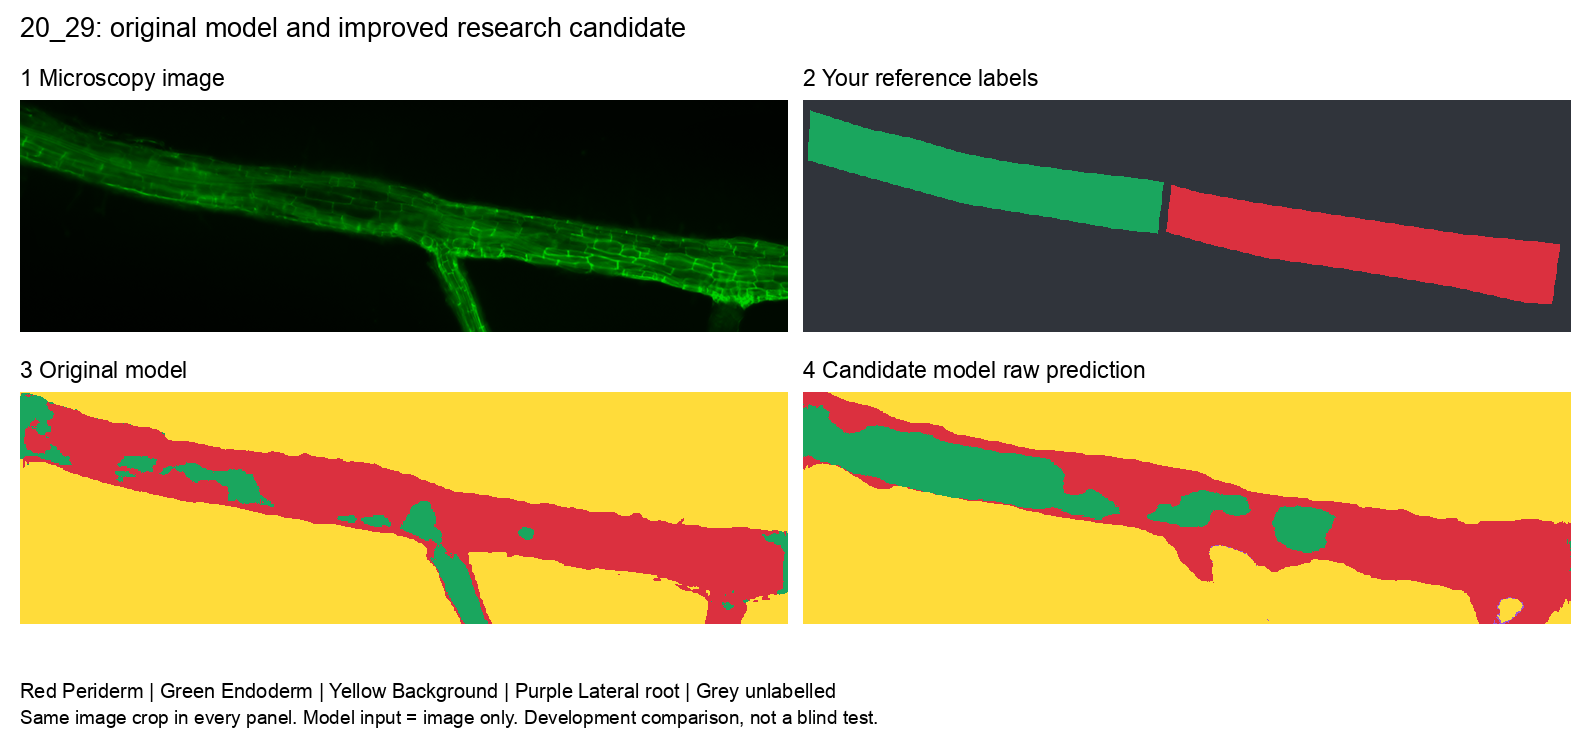 20_29: original model and improved research candidate
1 Microscopy image
2 Your reference labels
3 Original model
4 Candidate model raw prediction
Red Periderm | Green Endoderm | Yellow Background | Purple Lateral root | Grey unlabelled
Same image crop in every panel. Model input = image only. Development comparison, not a blind test.